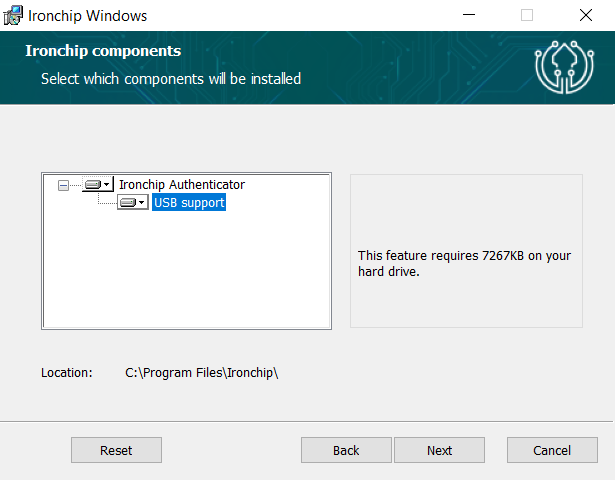 Ironchip Windows
Ironchip components
Select which components will be installed
Ironchip Authenticator
USB support
This feature requires 7267KB on your
hard drive.
Location: C:\Program Files\Ironchip\
Reset Back Next Cancel